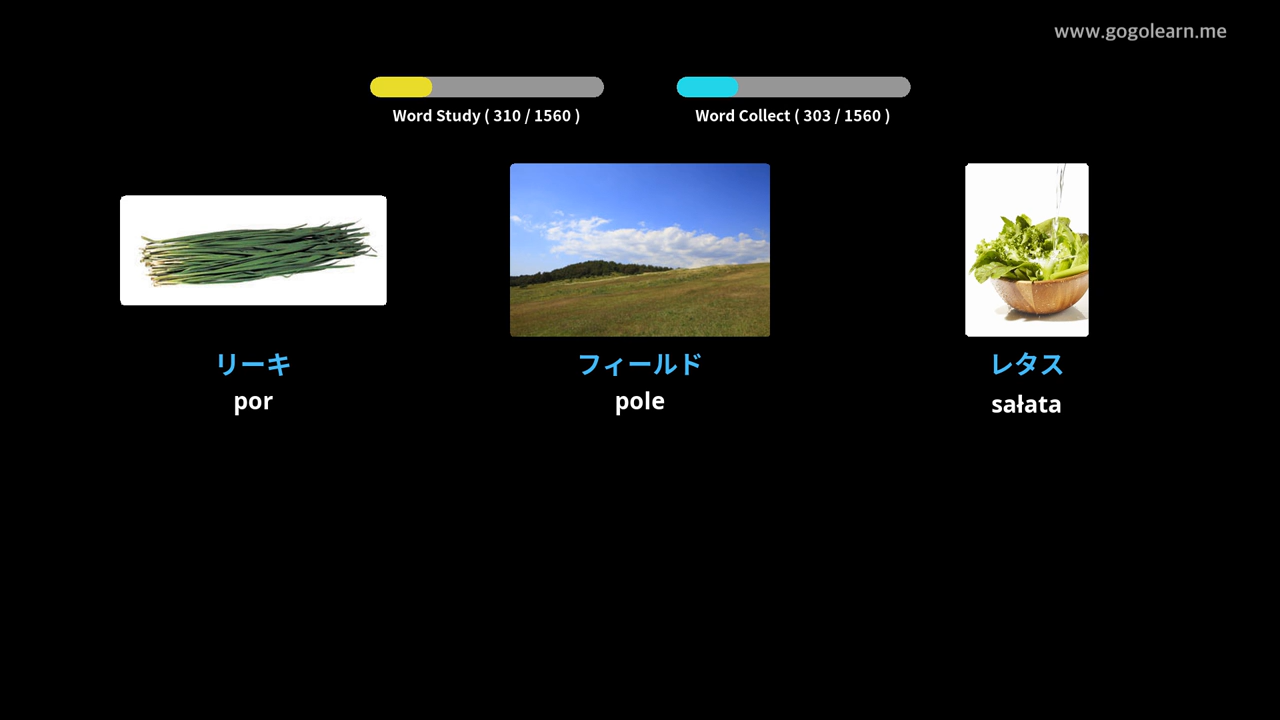 www.gogolearn.me
Word Study ( 310 / 1560 )
Word Collect ( 303 / 1560 )
リーキ
por
フィールド
pole
レタス
sałata